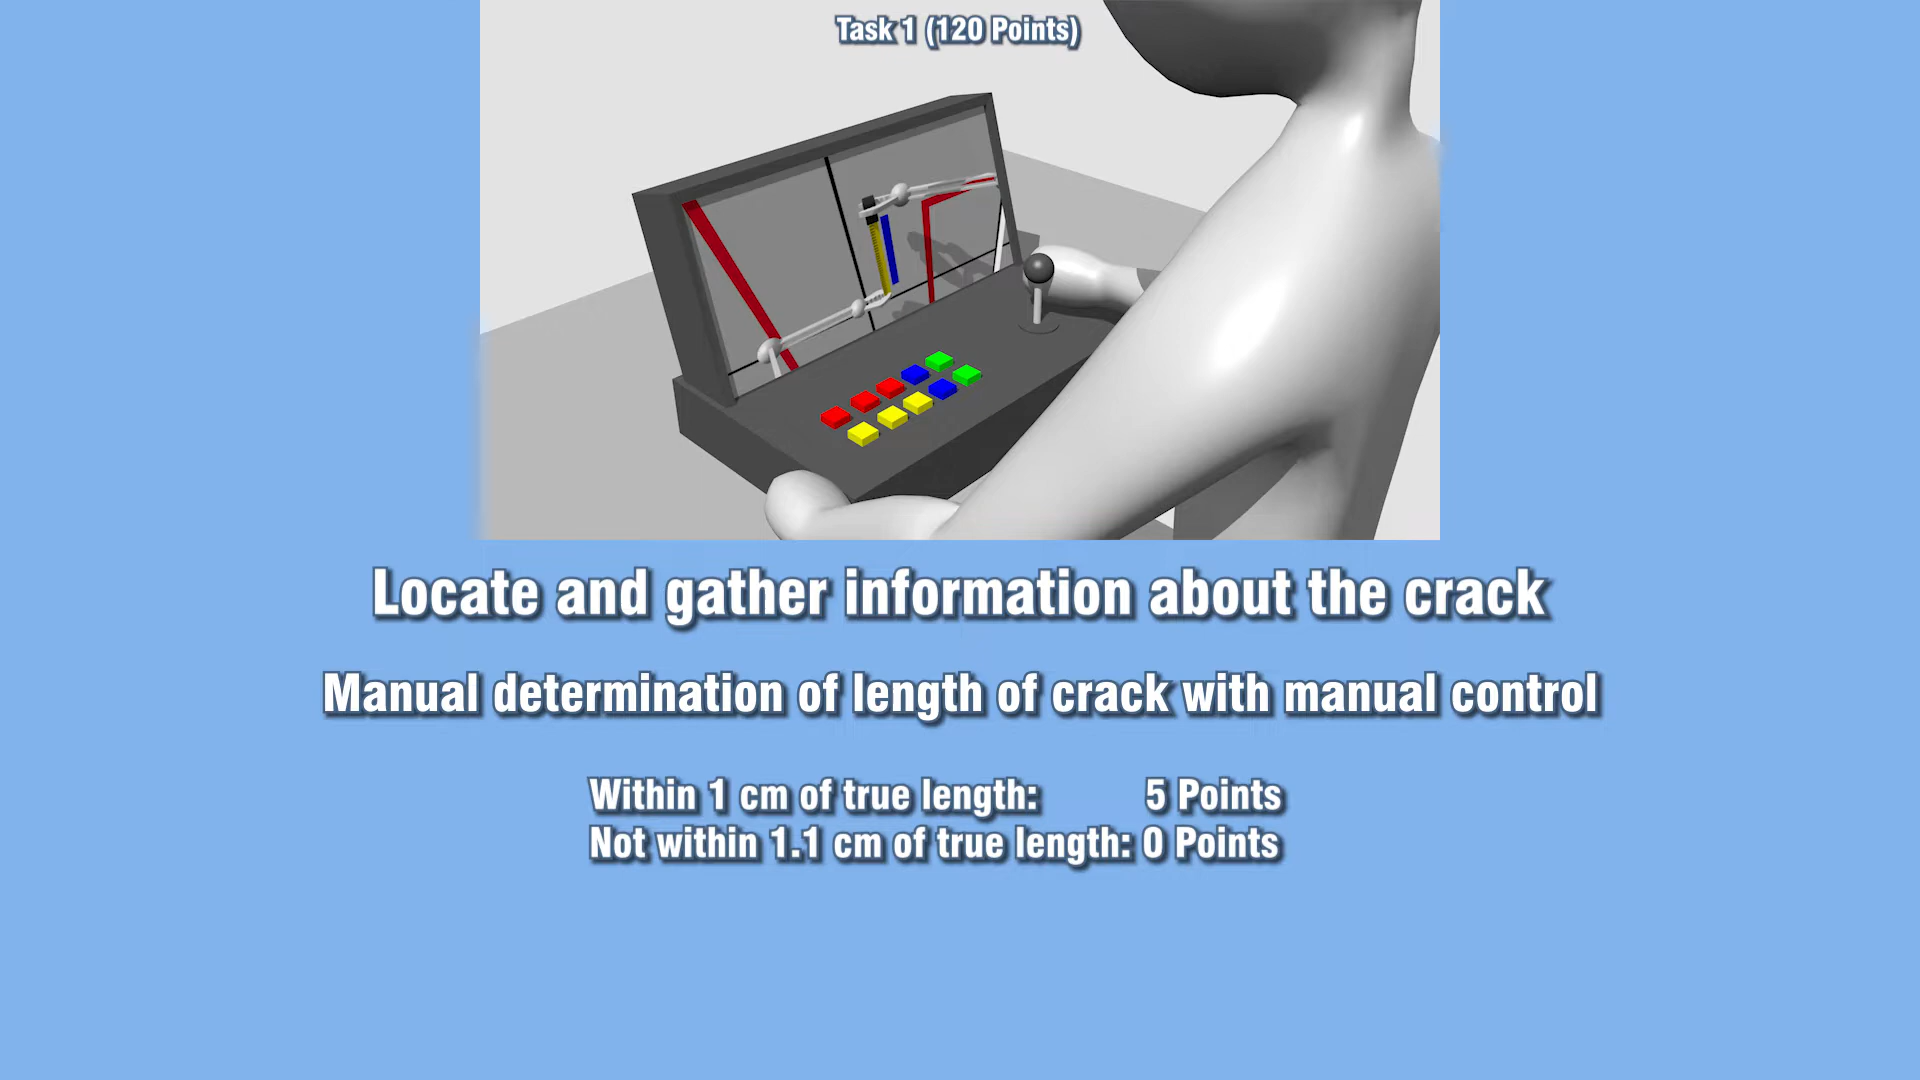 Task 1 (120 Points)
Locate and gather information about the crack
Manual determination of length of crack with manual control
Within 1 cm of true length: 5 Points
Not within 1.1 cm of true length: 0 Points